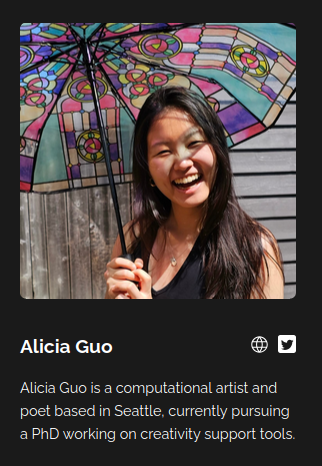 Alicia Guo
Alicia Guo is a computational artist and
poet based in Seattle, currently pursuing
a PhD working on creativity support tools.